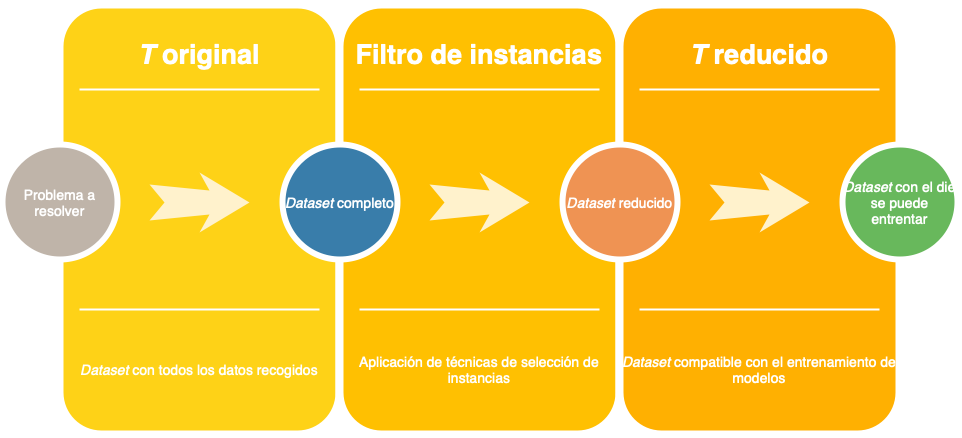 T original
Filtro de instancias
T reducido
Problema a
resolver
Dataset completo
Dataset reducido
Dataset con el die
se puede
entrentar
Dataset con todos los datos recogidos
Aplicación de técnicas de selección de
instancias
Dataset compatible con el entrenamiento de
modelos